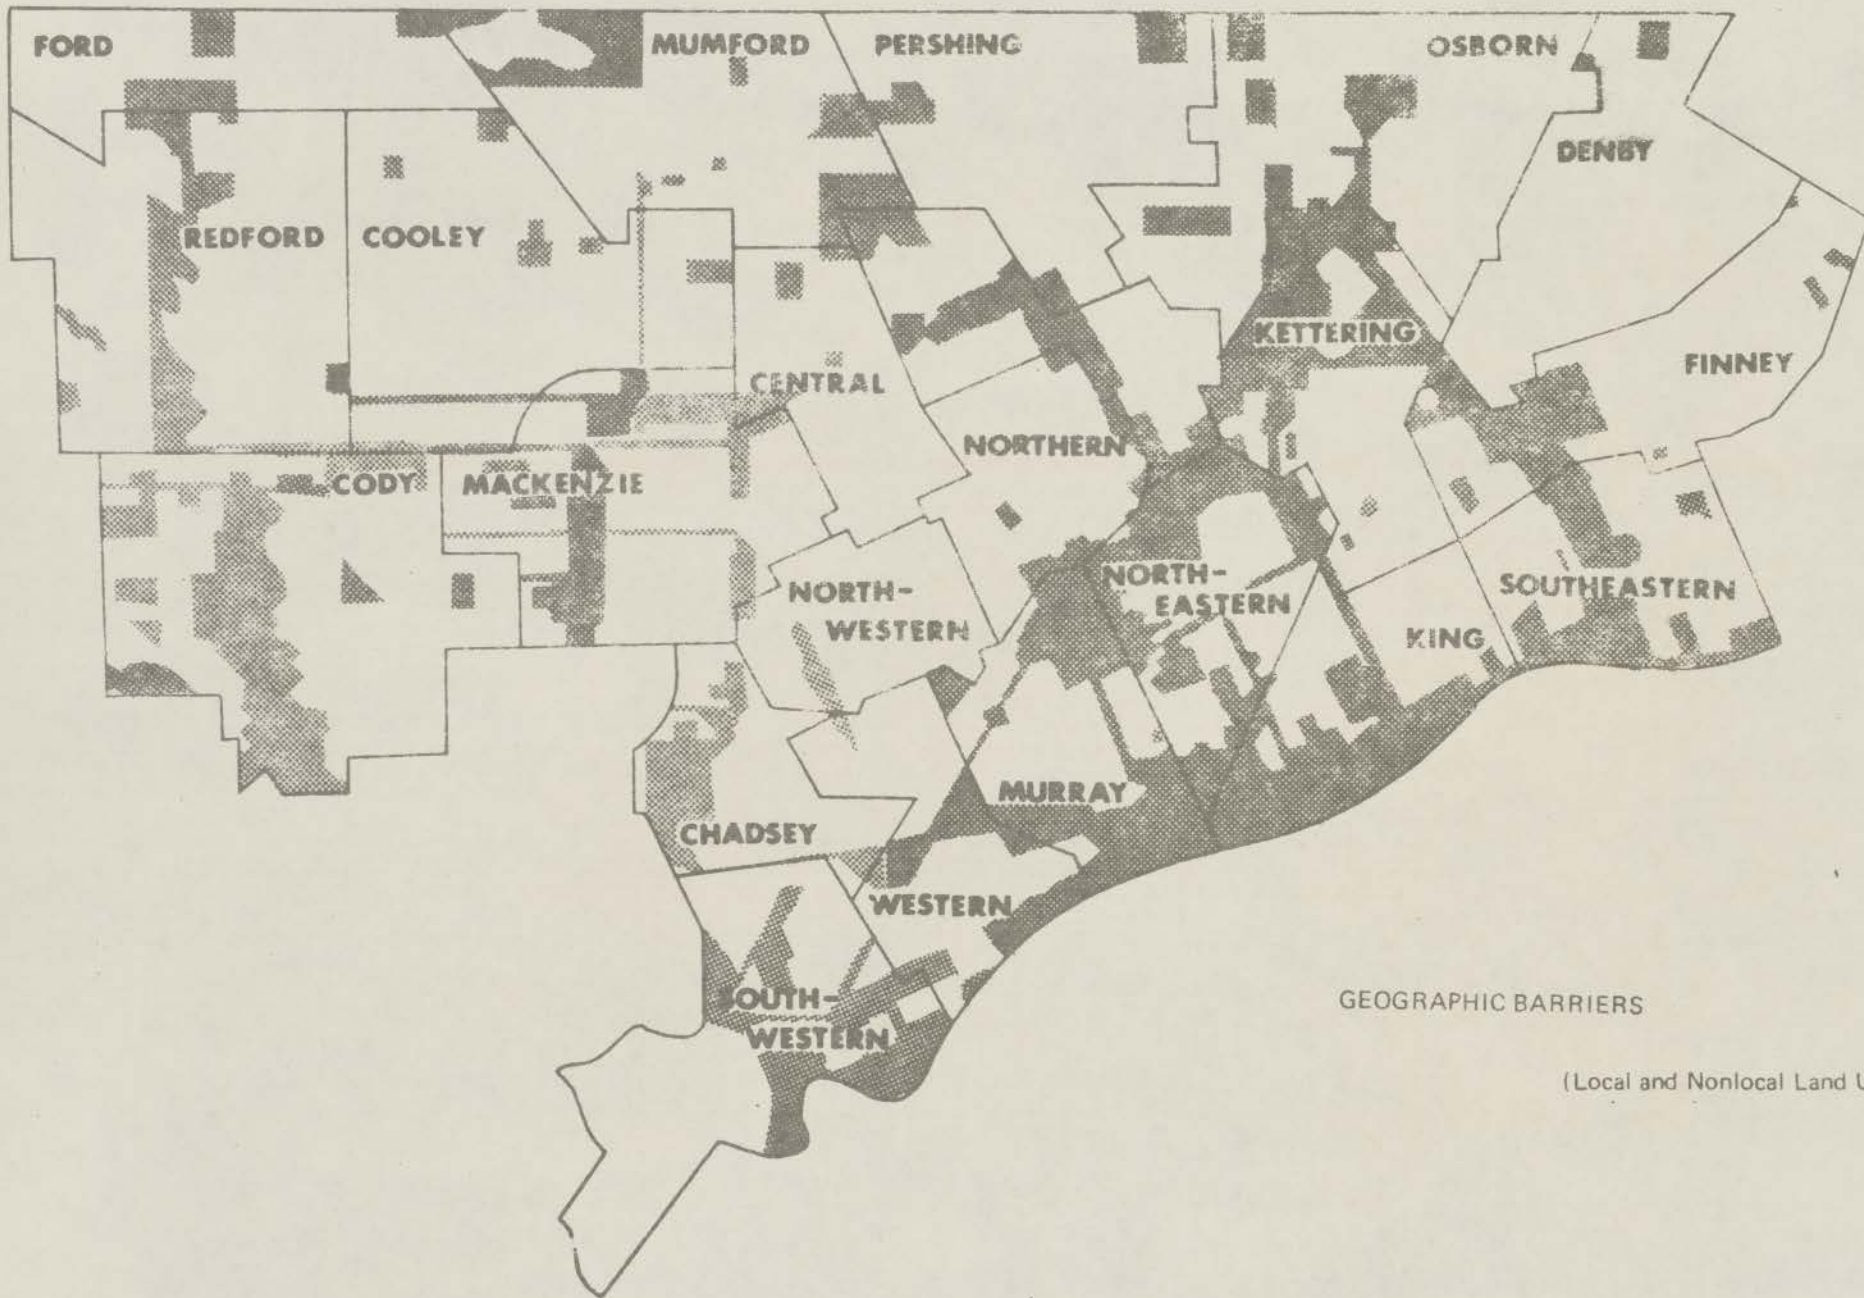 FORD
MUMFORD
PERSHING
OSBORN
DENBY
REDFORD
COOLEY
KETTERING
FINNEY
CENTRAL
NORTHERN
CODY
MACKENZIE
NORTH-
WESTERN
NORTH-
EASTERN
SOUTHEASTERN
KING
MURRAY
CHADSEY
WESTERN
SOUTH-
WESTERN
GEOGRAPHIC BARRIERS
(Local and Nonlocal Land U